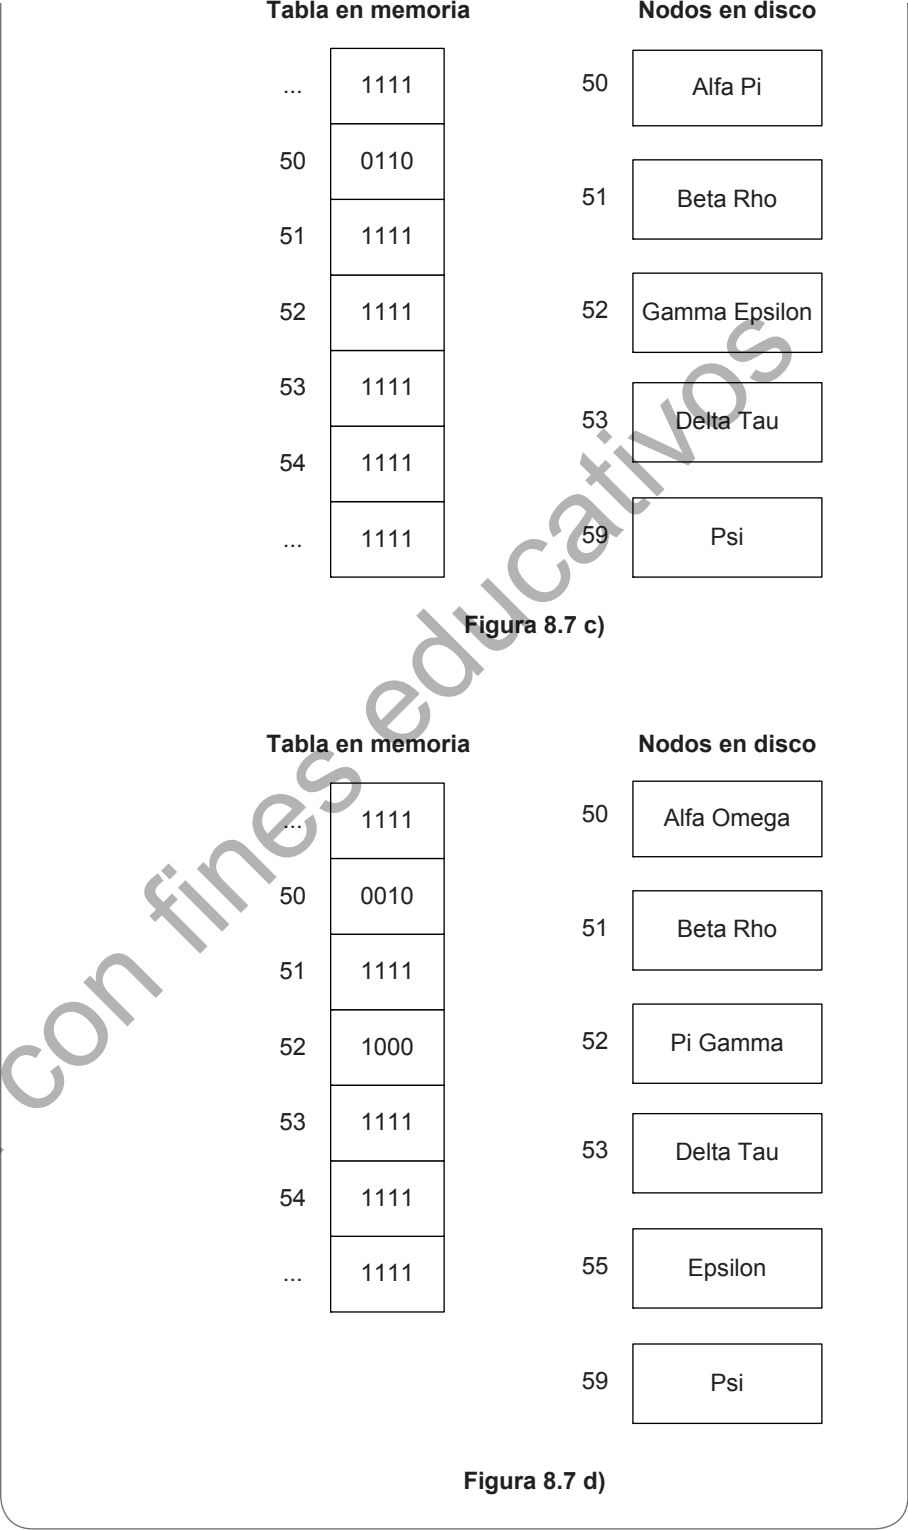 Tabla en memoria Nodos en disco
... 1111 50 Alfa Pi
50 0110
51 1111 51 Beta Rho
52 1111 52 Gamma Epsilon
53 1111 53 Delta Tau
54 1111
... 1111 59 Psi
Figura 8.7 c)
Tabla en memoria Nodos en disco
... 1111 50 Alfa Omega
50 0010
51 1111 51 Beta Rho
52 1000 52 Pi Gamma
53 1111 53 Delta Tau
54 1111
... 1111 55 Epsilon
59 Psi
Figura 8.7 d)
con fines educativos